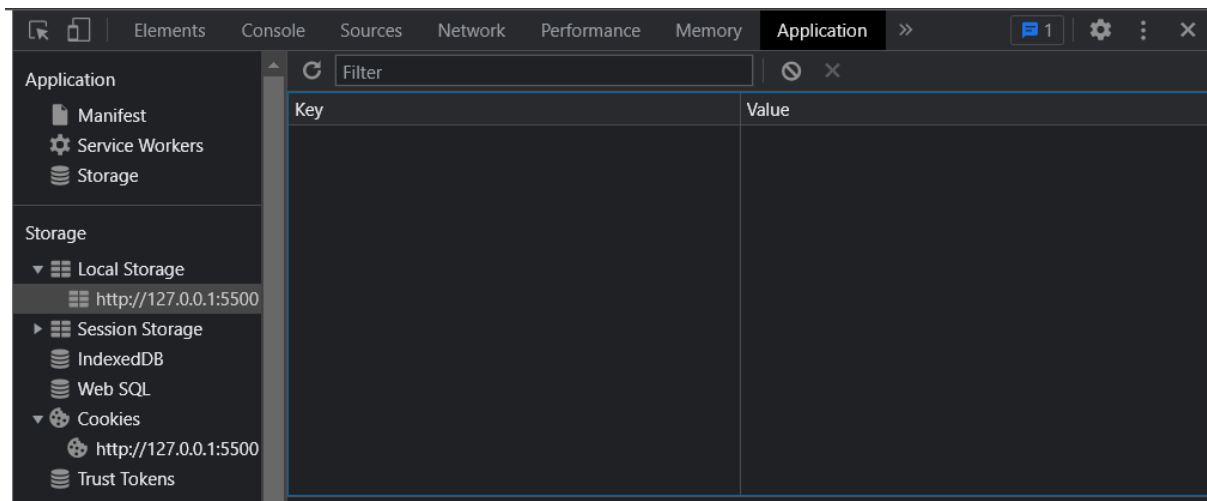 Elements Console Sources Network Performance Memory Application » 1
Application
Manifest
Service Workers
Storage
Storage
Local Storage
http://127.0.0.1:5500
Session Storage
IndexedDB
Web SQL
Cookies
http://127.0.0.1:5500
Trust Tokens
Filter
Key Value